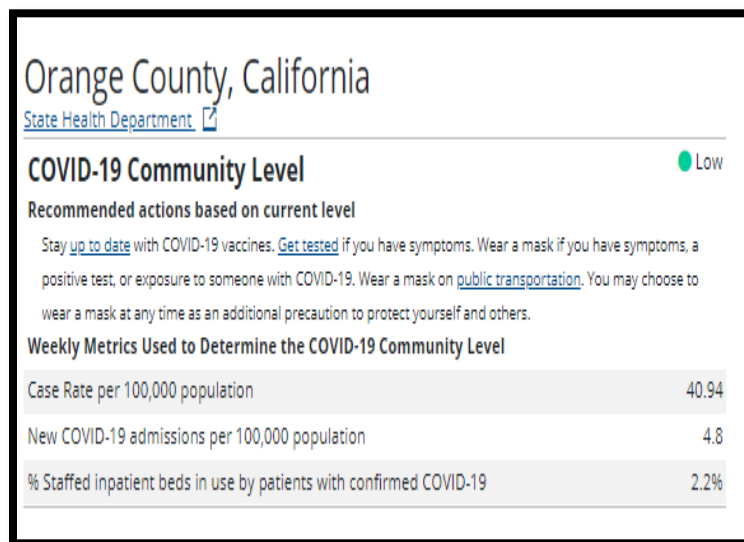 Orange County, California
State Health Department
COVID-19 Community Level
Low
Recommended actions based on current level
Stay up to date with COVID-19 vaccines. Get tested if you have symptoms. Wear a mask if you have symptoms, a
positive test, or exposure to someone with COVID-19. Wear a mask on public transportation. You may choose to
wear a mask at any time as an additional precaution to protect yourself and others.
Weekly Metrics Used to Determine the COVID-19 Community Level
Case Rate per 100,000 population 40.94
New COVID-19 admissions per 100,000 population 4.8
% Staffed inpatient beds in use by patients with confirmed COVID-19 2.2%